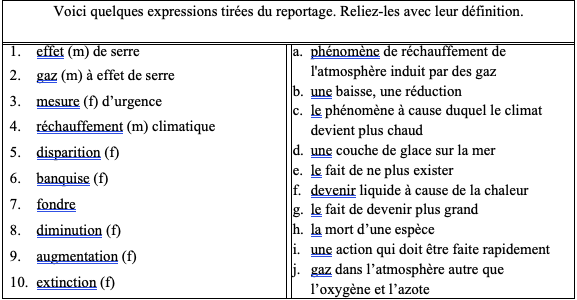 Voici quelques expressions tirées du reportage. Reliez-les avec leur définition.
1. effet (m) de serre
2. gaz (m) à effet de serre
3. mesure (f) d’urgence
4. réchauffement (m) climatique
5. disparition (f)
6. banquise (f)
7. fondre
8. diminution (f)
9. augmentation (f)
10. extinction (f)
a. phénomène de réchauffement de
l'atmosphère induit par des gaz
b. une baisse, une réduction
c. le phénomène à cause duquel le climat
devient plus chaud
d. une couche de glace sur la mer
e. le fait de ne plus exister
f. devenir liquide à cause de la chaleur
g. le fait de devenir plus grand
h. la mort d’une espèce
i. une action qui doit être faite rapidement
j. gaz dans l’atmosphère autre que
l’oxygène et l’azote